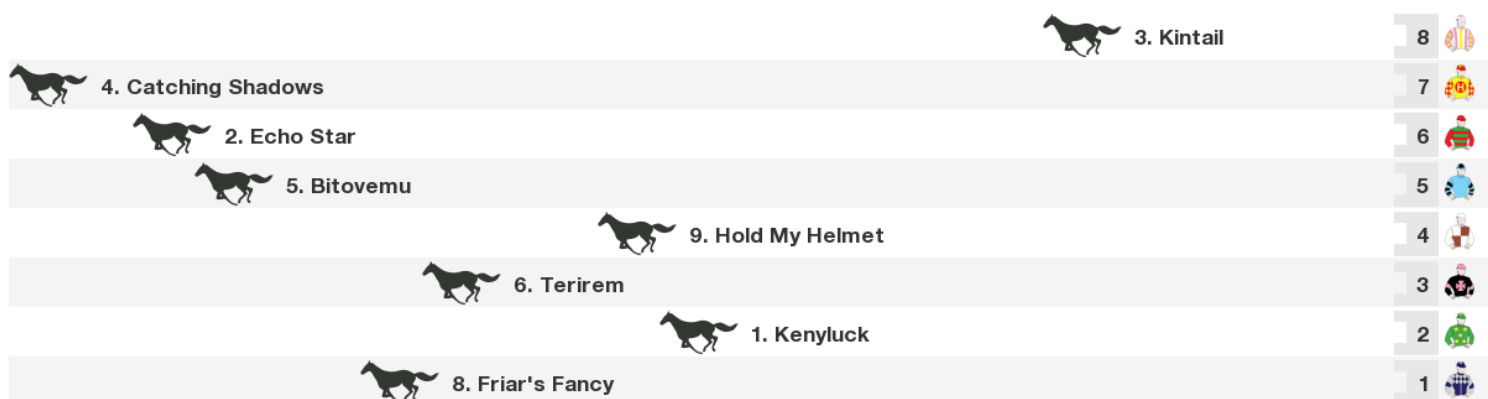 3. Kintail 8
4. Catching Shadows 7
H
2. Echo Star 6
5. Bitovemu 5
9. Hold My Helmet 4
6. Terirem 3
1. Kenyluck 2
8. Friar's Fancy 1